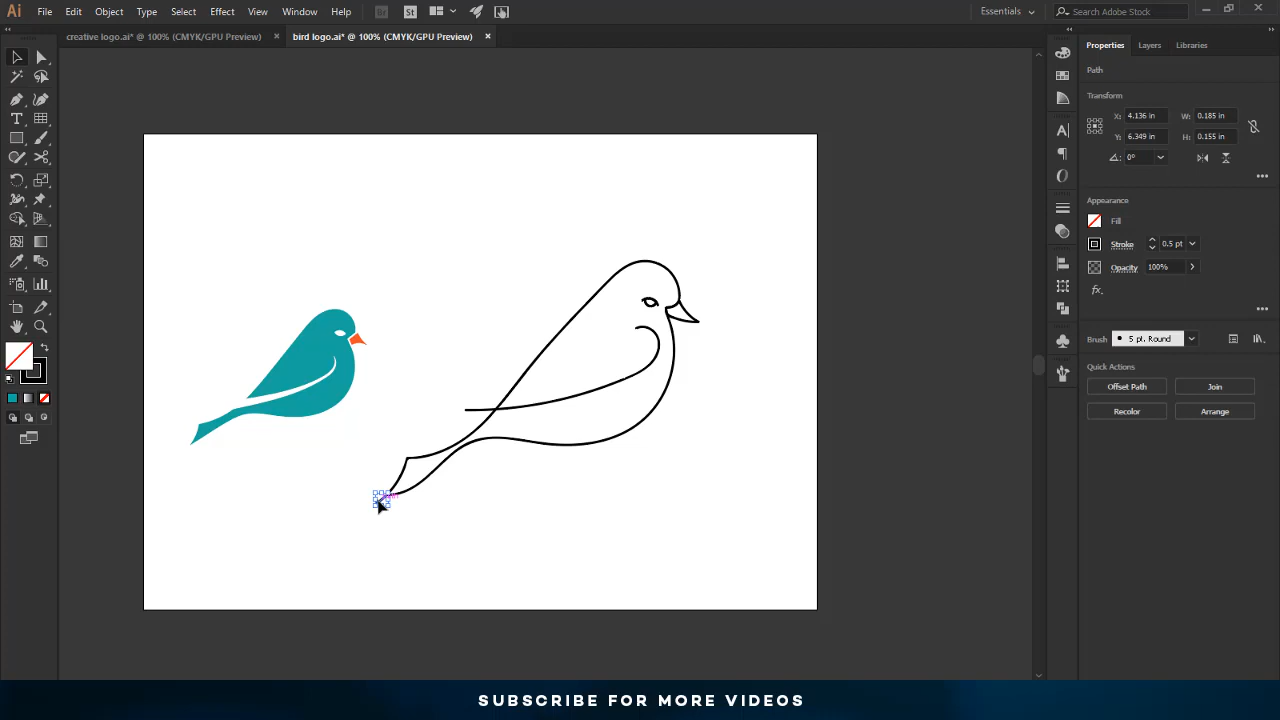 Ai File Edit Object Type Select Effect View Window Help Br St Essentials Search Adobe Stock
creative logo.ai* @ 100% (CMYK/GPU Preview) × bird logo.ai* @ 100% (CMYK/GPU Preview) ×
Properties Layers Libraries
Path
Transform
X: 4.136 in W: 0.185 in
Y: 6.349 in H: 0.155 in
0°
Appearance
Fill
Stroke 0.5 pt
Opacity 100%
fx.
Brush 5 pt. Round
Quick Actions
Offset Path Join
Recolor Arrange
SUBSCRIBE FOR MORE VIDEOS